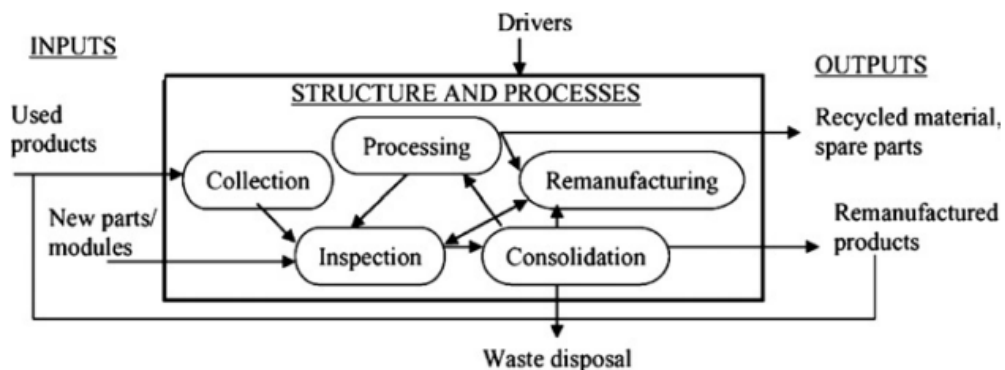 Drivers
INPUTS
OUTPUTS
STRUCTURE AND PROCESSES
Used
products
Recycled material,
spare parts
Processing
Collection
Remanufacturing
New parts/
modules
Remanufactured
products
Inspection
Consolidation
Waste disposal